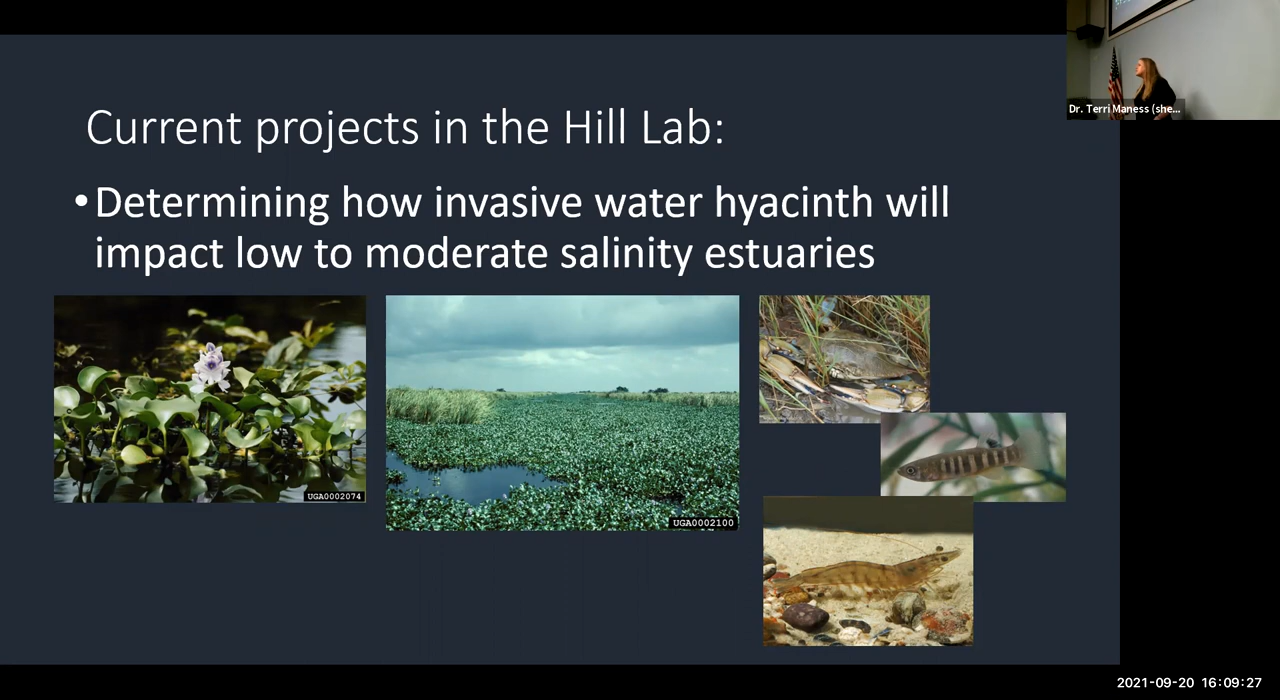 Dr. Terri Maness (she...
Current projects in the Hill Lab:
• Determining how invasive water hyacinth will
impact low to moderate salinity estuaries
UGA0002074
UGA0002100
2021-09-20 16:09:27